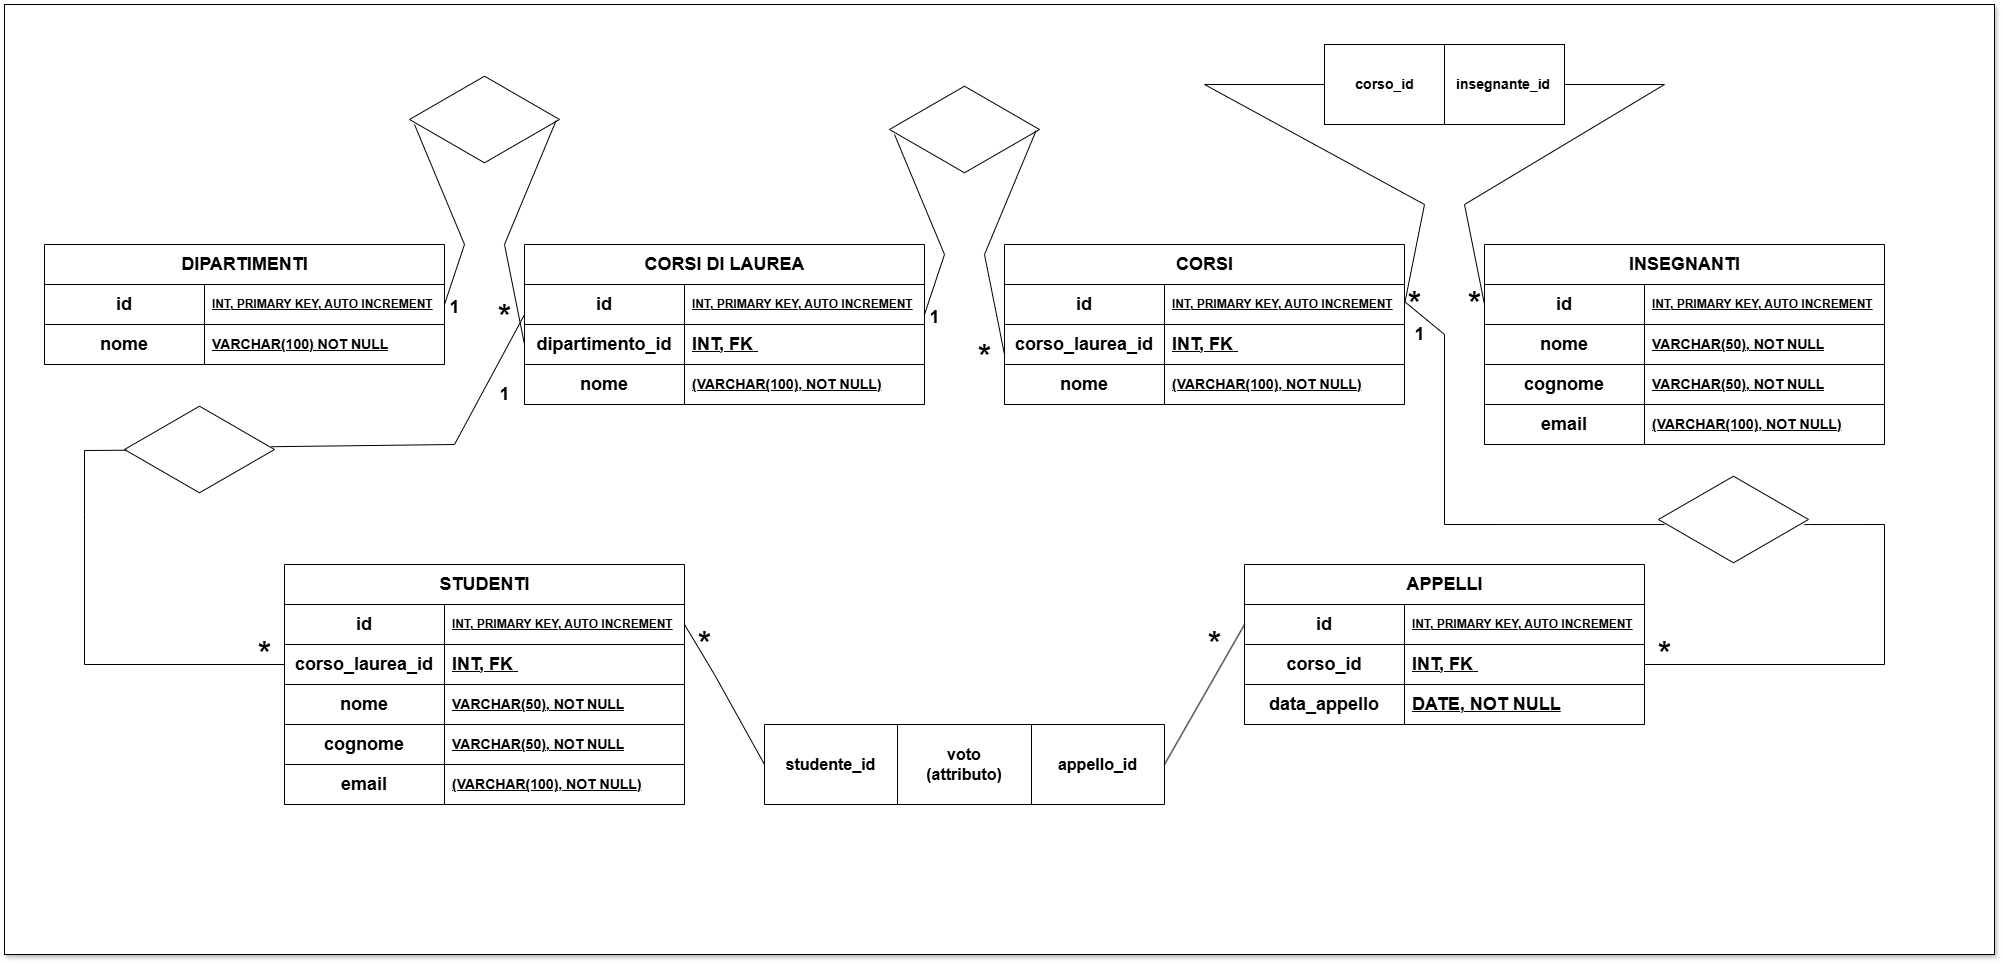 corso_id insegnante_id
DIPARTIMENTI
id INT, PRIMARY KEY, AUTO INCREMENT
nome VARCHAR(100) NOT NULL
1
*
CORSI DI LAUREA
id INT, PRIMARY KEY, AUTO INCREMENT
dipartimento_id INT, FK
nome (VARCHAR(100), NOT NULL)
1
1
*
CORSI
id INT, PRIMARY KEY, AUTO INCREMENT
corso_laurea_id INT, FK
nome (VARCHAR(100), NOT NULL)
*
1
*
INSEGNANTI
id INT, PRIMARY KEY, AUTO INCREMENT
nome VARCHAR(50), NOT NULL
cognome VARCHAR(50), NOT NULL
email (VARCHAR(100), NOT NULL)
*
STUDENTI
id INT, PRIMARY KEY, AUTO INCREMENT
corso_laurea_id INT, FK
nome VARCHAR(50), NOT NULL
cognome VARCHAR(50), NOT NULL
email (VARCHAR(100), NOT NULL)
*
studente_id
voto
(attributo)
appello_id
*
APPELLI
id INT, PRIMARY KEY, AUTO INCREMENT
corso_id INT, FK
data_appello DATE, NOT NULL
*